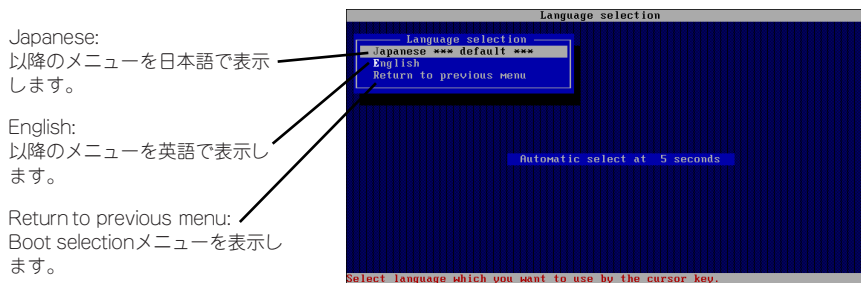 Japanese:
以降のメニューを日本語で表示
します。
English:
以降のメニューを英語で表示し
ます。
Return to previous menu:
Boot selectionメニューを表示し
ます。
Language selection
Language selection
Japanese *** default ***
English
Return to previous menu
Automatic select at 5 seconds
Select language which you want to use by the cursor key.